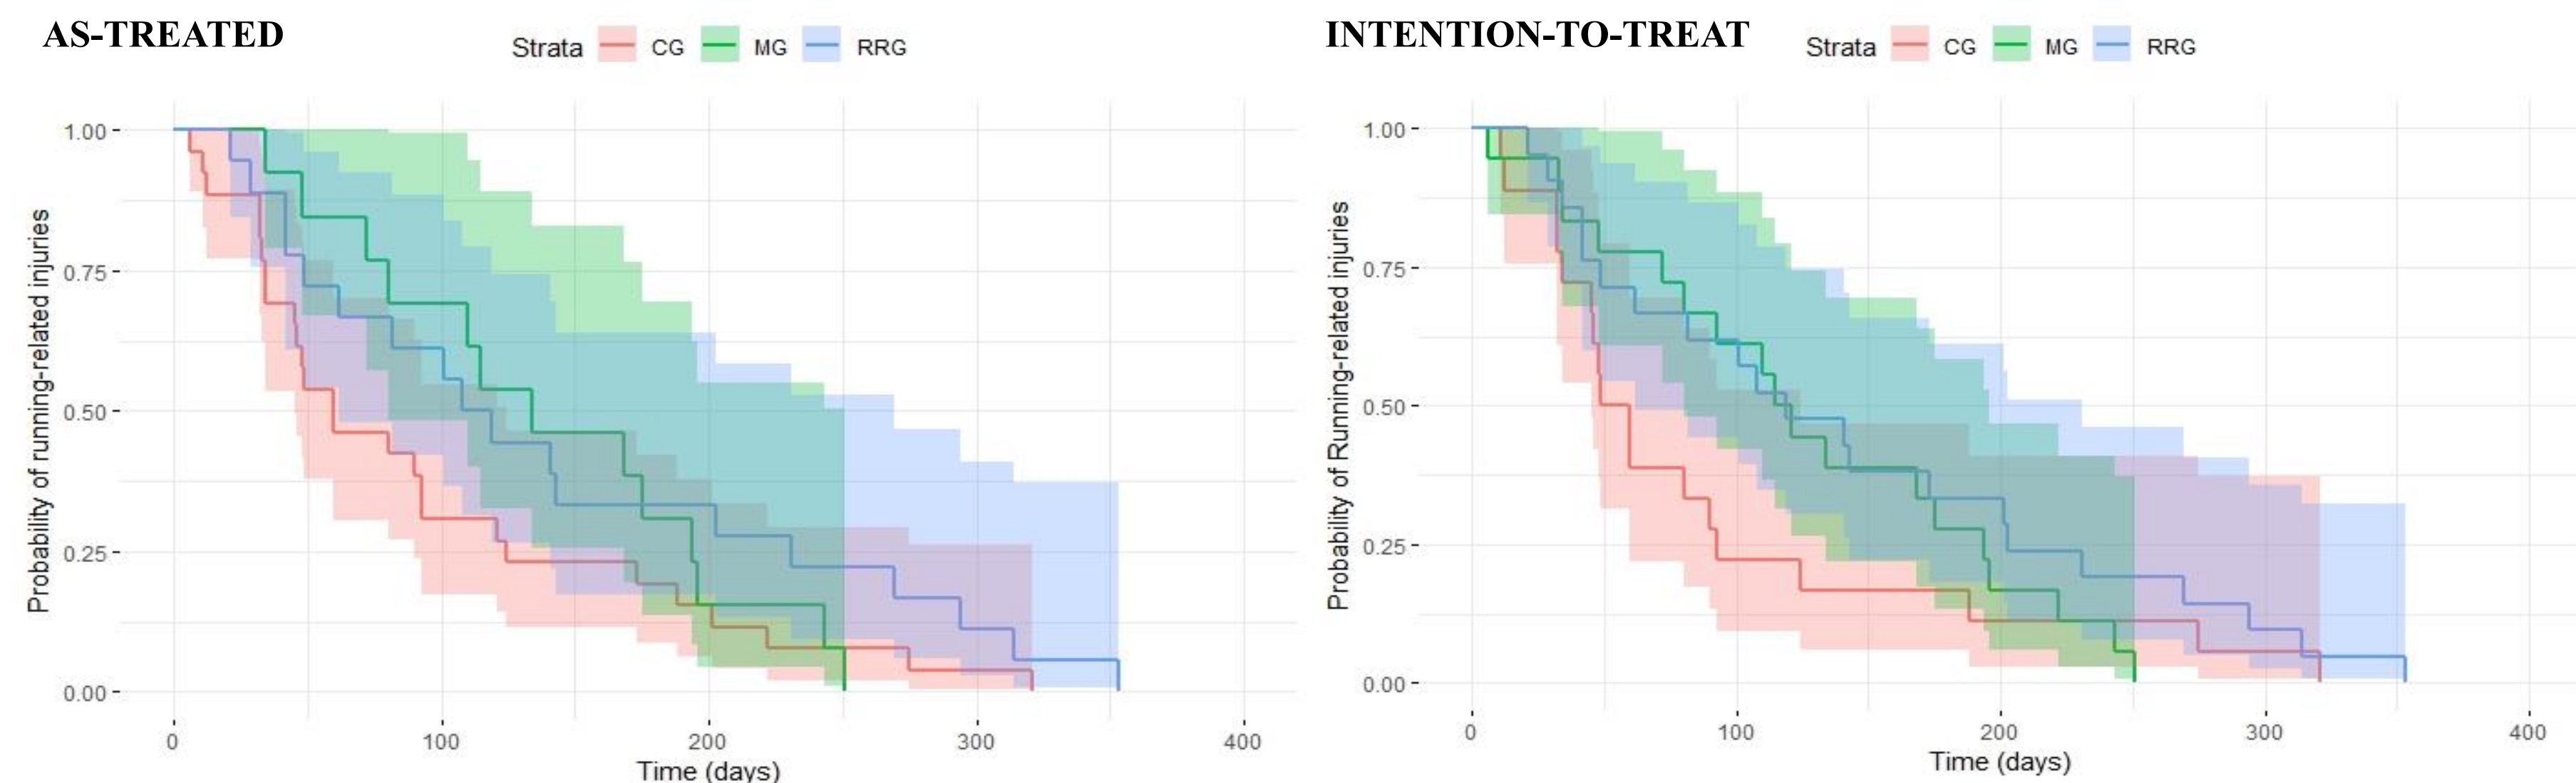 AS-TREATED
Strata CG MG RRG
Probability of running-related injuries
1.00
0.75
0.50
0.25
0.00
0 100 200 300 400
Time (days)
INTENTION-TO-TREAT
Strata CG MG RRG
Probability of Running-related injuries
1.00
0.75
0.50
0.25
0.00
0 100 200 300 400
Time (days)